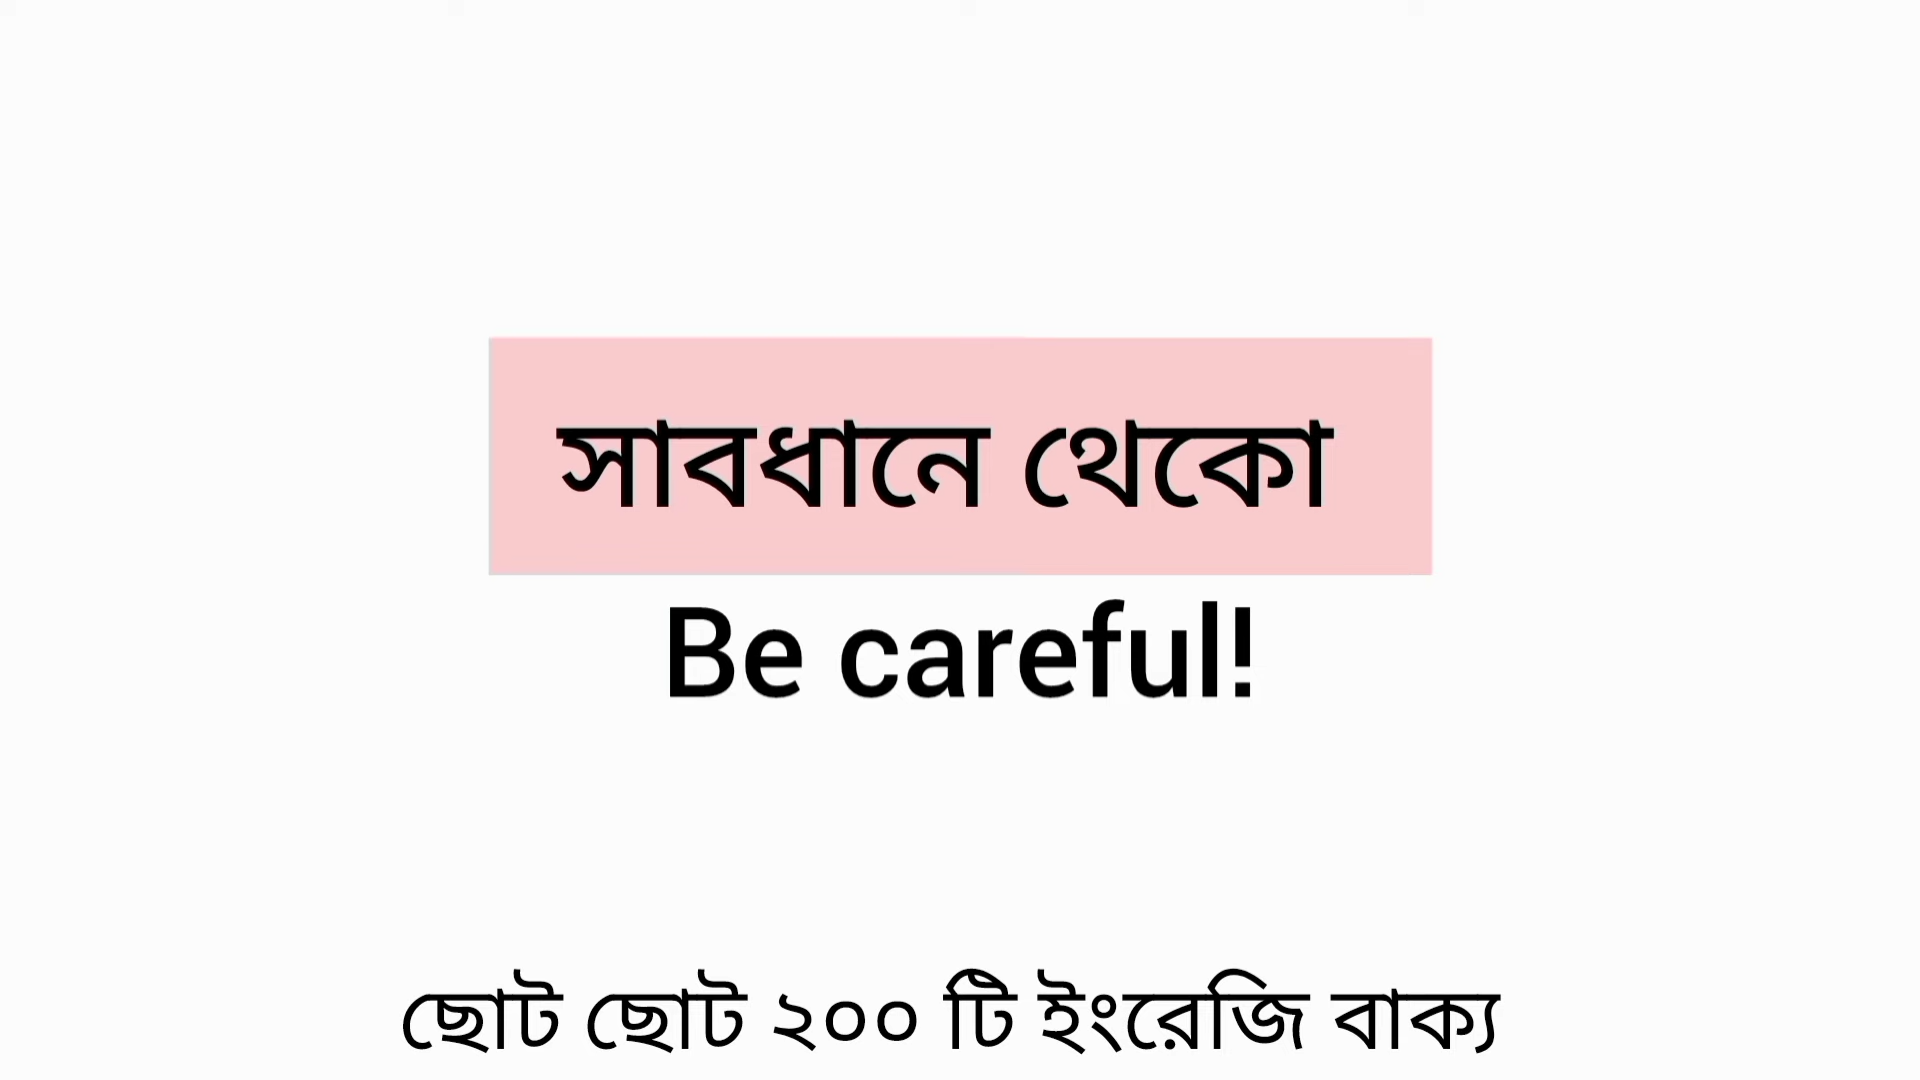 সাবধানে থেকো
Be careful!
ছোট ছোট ২০০ টি ইংরেজি বাক্য